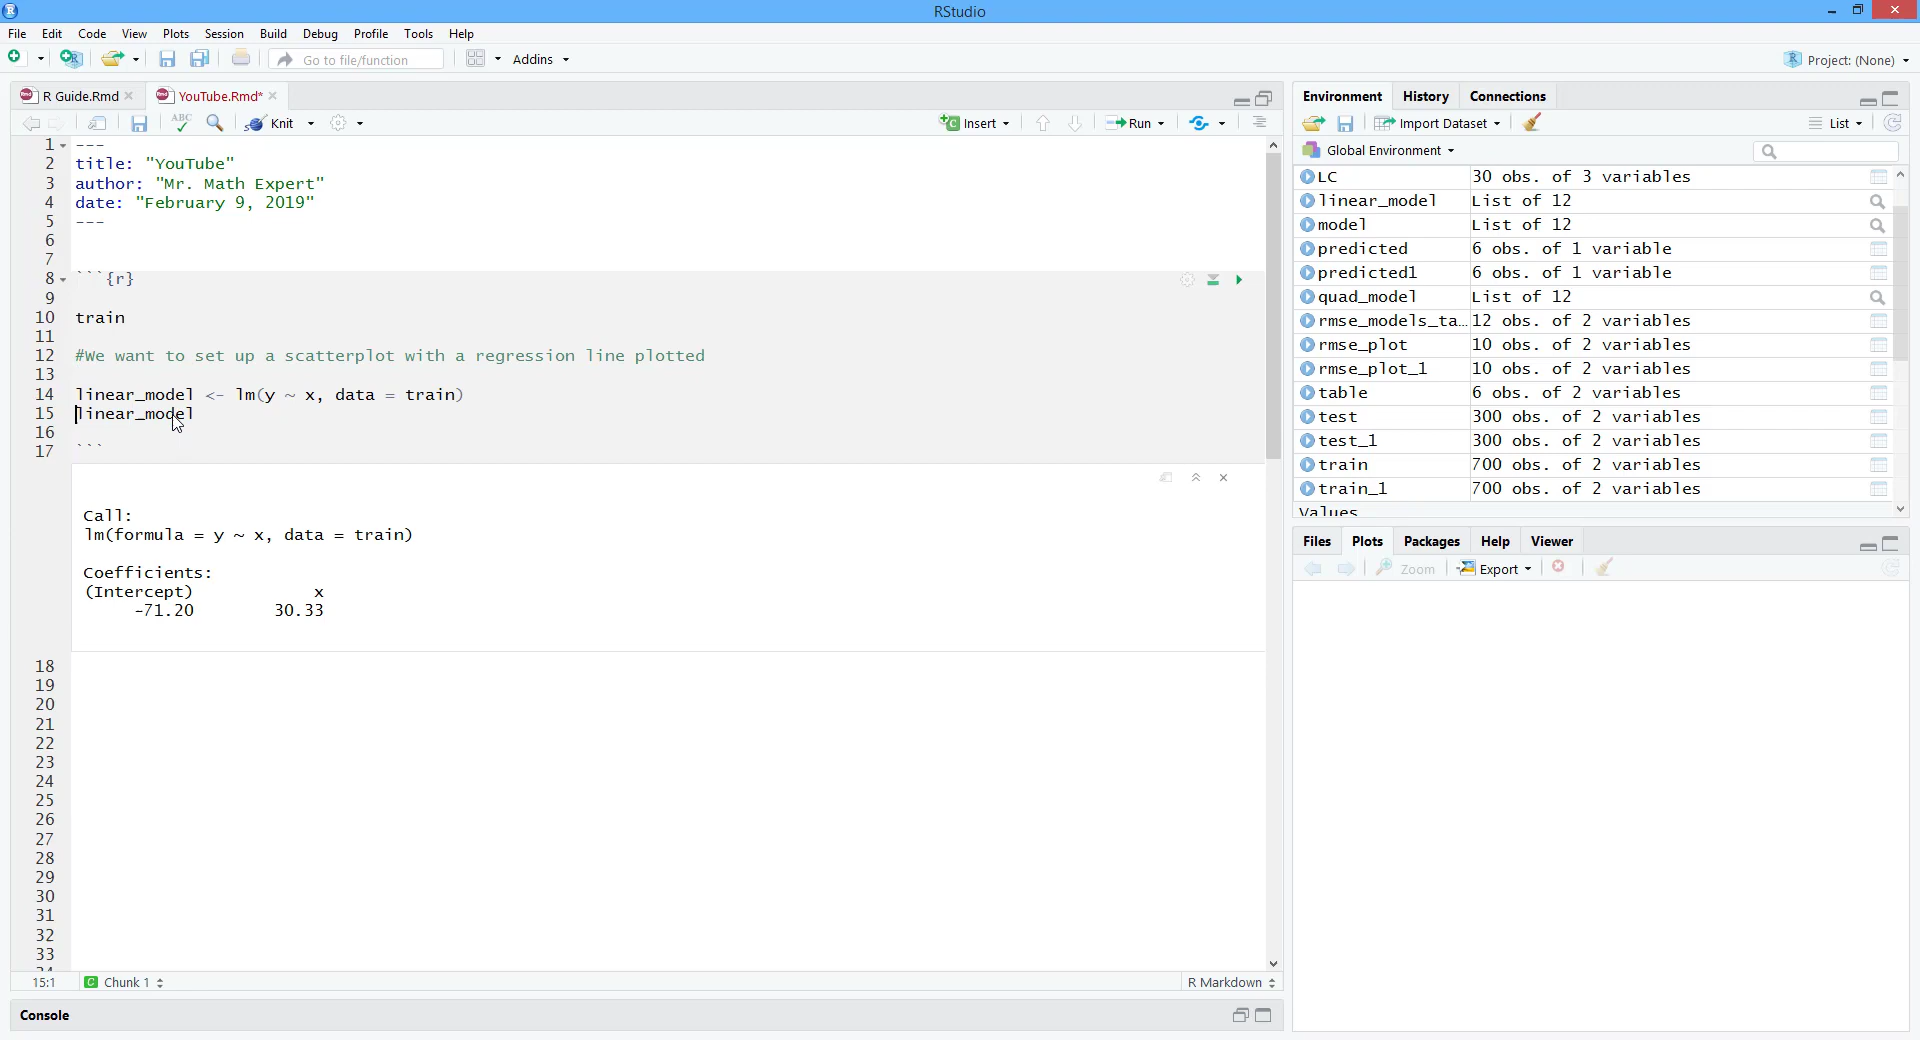 RStudio
File Edit Code View Plots Session Build Debug Profile Tools Help
Go to file/function Addins Project: (None)
R Guide.Rmd YouTube.Rmd*
ABC Knit Insert Run
1 ---
2 title: "YouTube"
3 author: "Mr. Math Expert"
4 date: "February 9, 2019"
5 ---
6
7
8 ```{r}
9
10 train
11
12 #We want to set up a scatterplot with a regression line plotted
13
14 linear_model <- lm(y ~ x, data = train)
15 linear_model
16
17 ```
Call:
lm(formula = y ~ x, data = train)
Coefficients:
(Intercept) x
-71.20 30.33
18
19
20
21
22
23
24
25
26
27
28
29
30
31
32
33
15:1 Chunk 1 R Markdown
Console
Environment History Connections
Import Dataset List
Global Environment
LC 30 obs. of 3 variables
linear_model List of 12
model List of 12
predicted 6 obs. of 1 variable
predicted1 6 obs. of 1 variable
quad_model List of 12
rmse_models_ta… 12 obs. of 2 variables
rmse_plot 10 obs. of 2 variables
rmse_plot_1 10 obs. of 2 variables
table 6 obs. of 2 variables
test 300 obs. of 2 variables
test_1 300 obs. of 2 variables
train 700 obs. of 2 variables
train_1 700 obs. of 2 variables
Values
Files Plots Packages Help Viewer
Zoom Export